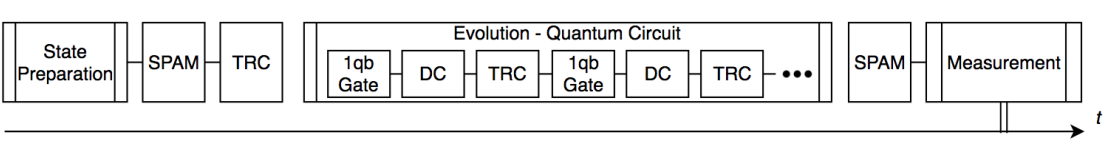 State
Preparation
SPAM
TRC
Evolution - Quantum Circuit
1qb
Gate
DC
TRC
1qb
Gate
DC
TRC
•••
SPAM
Measurement
t